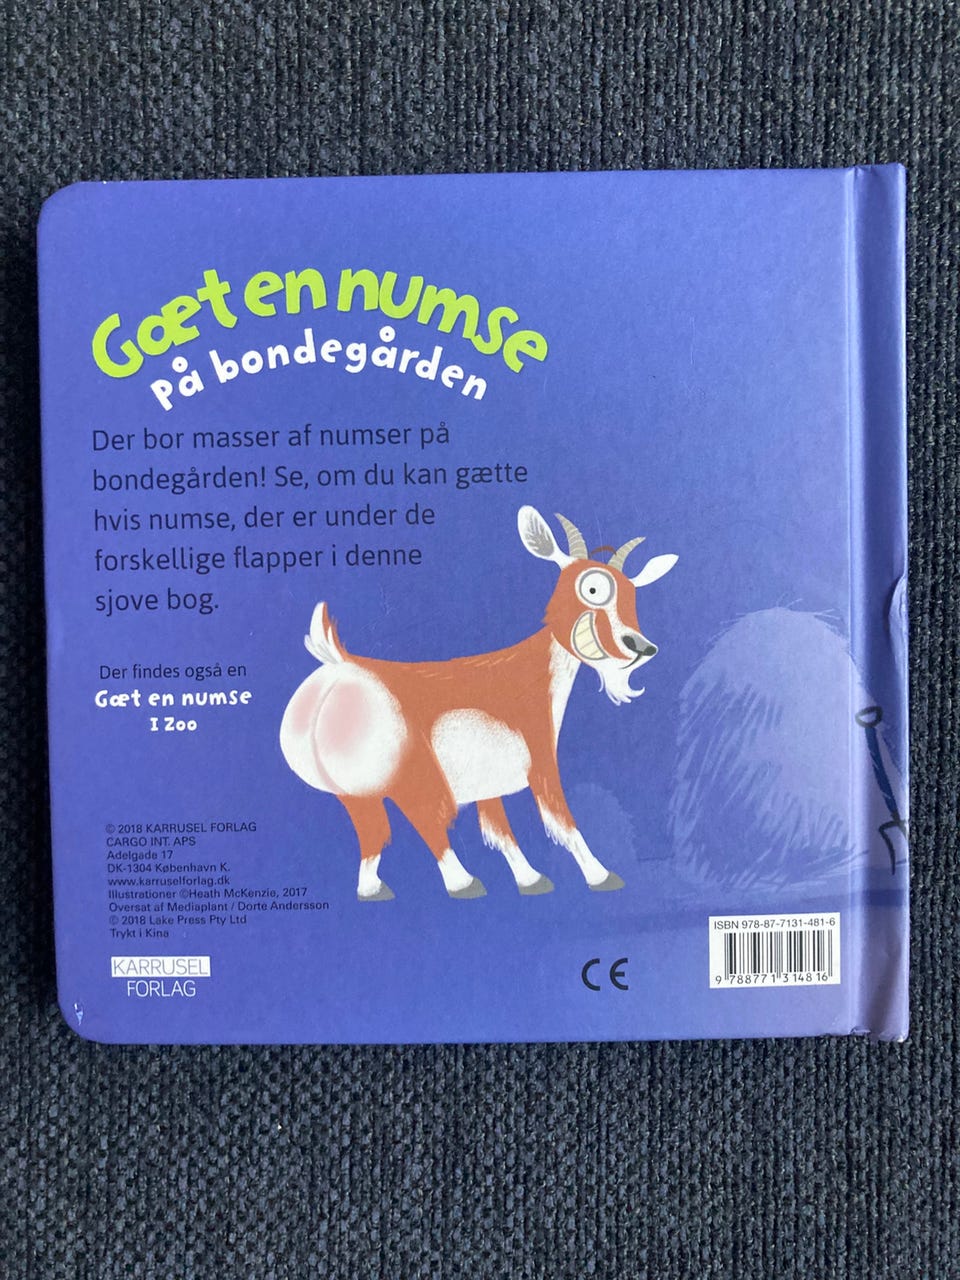 Gæt en numse
på bondegården
Der bor masser af numser på
bondegården! Se, om du kan gætte
hvis numse, der er under de
forskellige flapper i denne
sjove bog.
Der findes også en
Gæt en numse
I Zoo
© 2018 KARRUSEL FORLAG
CARGO INT. APS
Adelgade 17
DK-1304 København K.
www.karruselforlag.dk
Illustrationer ©Heath McKenzie, 2017
Oversat af Mediaplant / Dorte Andersson
© 2018 Lake Press Pty Ltd
Trykt i Kina
KARRUSEL
FORLAG
CE
ISBN 978-87-7131-481-6
9 788771 314816